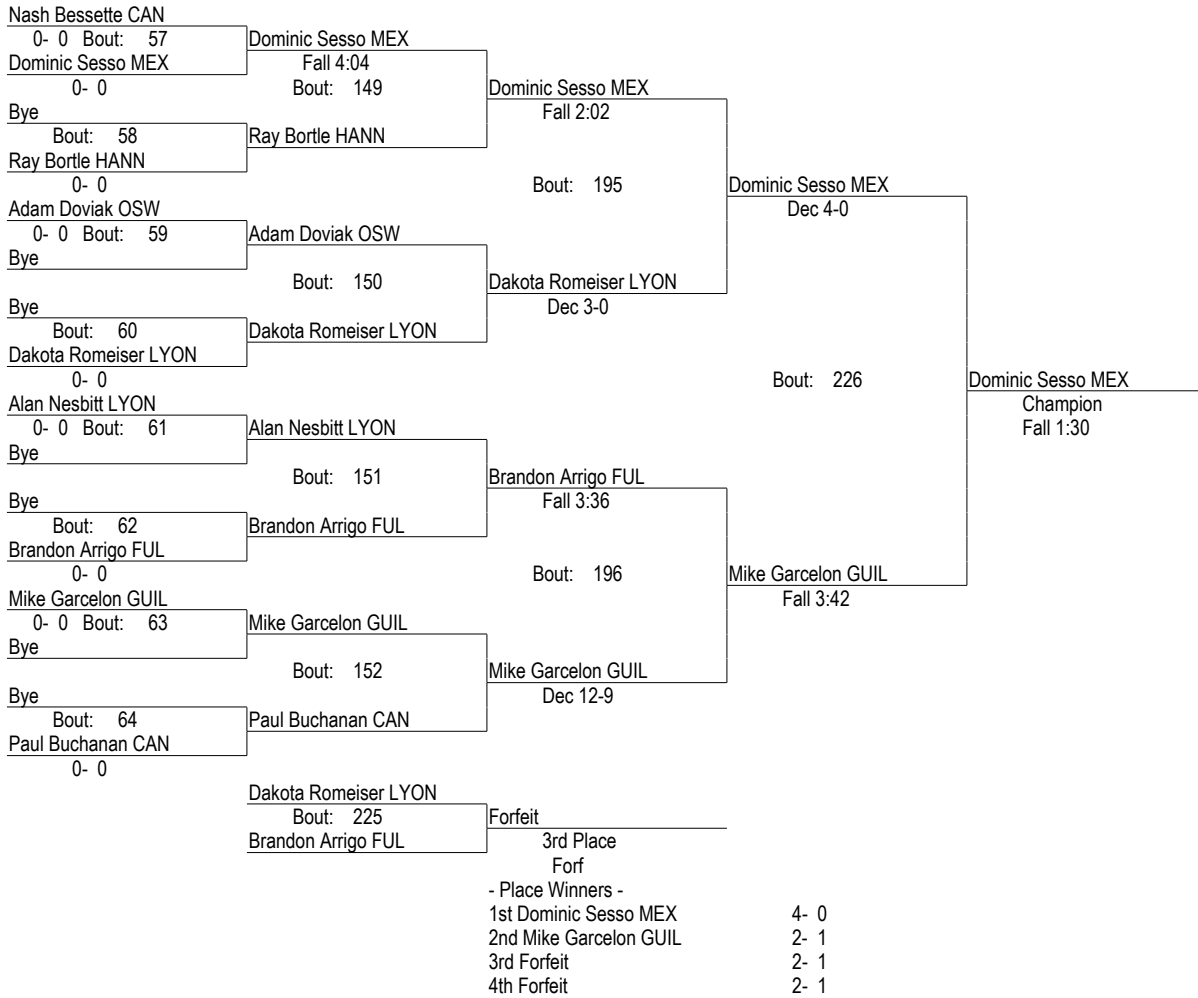 Nash Bessette CAN
0- 0 Bout: 57 Dominic Sesso MEX
Dominic Sesso MEX Fall 4:04
0- 0 Bout: 149 Dominic Sesso MEX
Bye Fall 2:02
Bout: 58 Ray Bortle HANN
Ray Bortle HANN
0- 0 Bout: 195 Dominic Sesso MEX
Adam Doviak OSW Dec 4-0
0- 0 Bout: 59 Adam Doviak OSW
Bye
Bout: 150 Dakota Romeiser LYON
Bye Dec 3-0
Bout: 60 Dakota Romeiser LYON
Dakota Romeiser LYON
0- 0 Bout: 226 Dominic Sesso MEX
Alan Nesbitt LYON Champion
0- 0 Bout: 61 Alan Nesbitt LYON Fall 1:30
Bye
Bout: 151 Brandon Arrigo FUL
Bye Fall 3:36
Bout: 62 Brandon Arrigo FUL
Brandon Arrigo FUL
0- 0 Bout: 196 Mike Garcelon GUIL
Mike Garcelon GUIL Fall 3:42
0- 0 Bout: 63 Mike Garcelon GUIL
Bye
Bout: 152 Mike Garcelon GUIL
Bye Dec 12-9
Bout: 64 Paul Buchanan CAN
Paul Buchanan CAN
0- 0
Dakota Romeiser LYON
Bout: 225 Forfeit
Brandon Arrigo FUL 3rd Place
Forf
- Place Winners -
1st Dominic Sesso MEX 4- 0
2nd Mike Garcelon GUIL 2- 1
3rd Forfeit 2- 1
4th Forfeit 2- 1